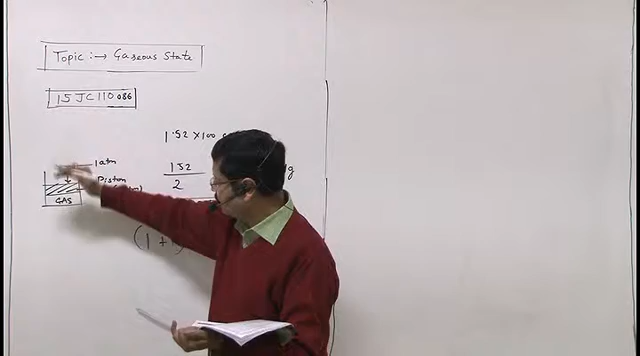 Topic :→ Gaseous State
15JC110086
1.52 ×100
1atm
152
2
Piston
GAS
(1 +